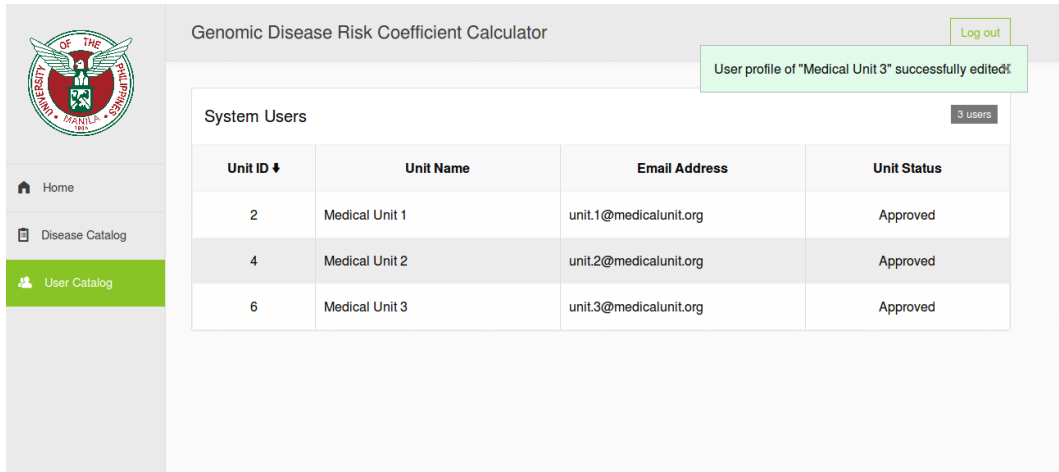 UNIVERSITY OF THE PHILIPPINES
MANILA
1908
Genomic Disease Risk Coefficient Calculator
Log out
User profile of "Medical Unit 3" successfully edited
System Users
3 users
Unit ID Unit Name Email Address Unit Status
2 Medical Unit 1 unit.1@medicalunit.org Approved
4 Medical Unit 2 unit.2@medicalunit.org Approved
6 Medical Unit 3 unit.3@medicalunit.org Approved
Home
Disease Catalog
User Catalog